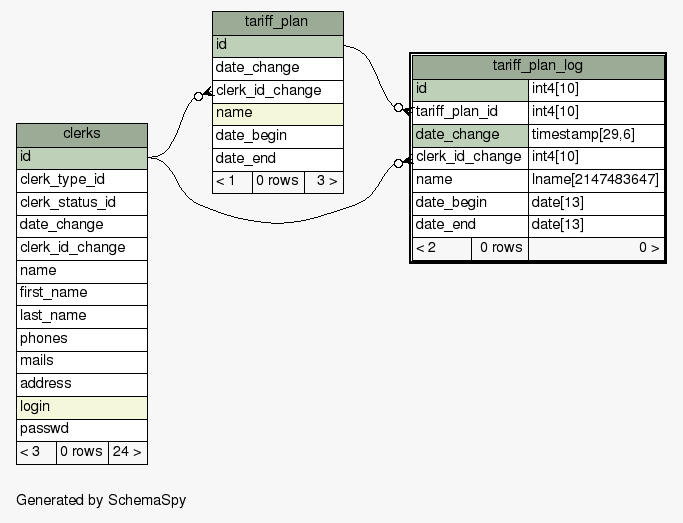 tariff_plan
id
date_change
clerk_id_change
name
date_begin
date_end
< 1 0 rows 3 >
tariff_plan_log
id int4[10]
tariff_plan_id int4[10]
date_change timestamp[29,6]
clerk_id_change int4[10]
name lname[2147483647]
date_begin date[13]
date_end date[13]
< 2 0 rows 0 >
clerks
id
clerk_type_id
clerk_status_id
date_change
clerk_id_change
name
first_name
last_name
phones
mails
address
login
passwd
< 3 0 rows 24 >
Generated by SchemaSpy